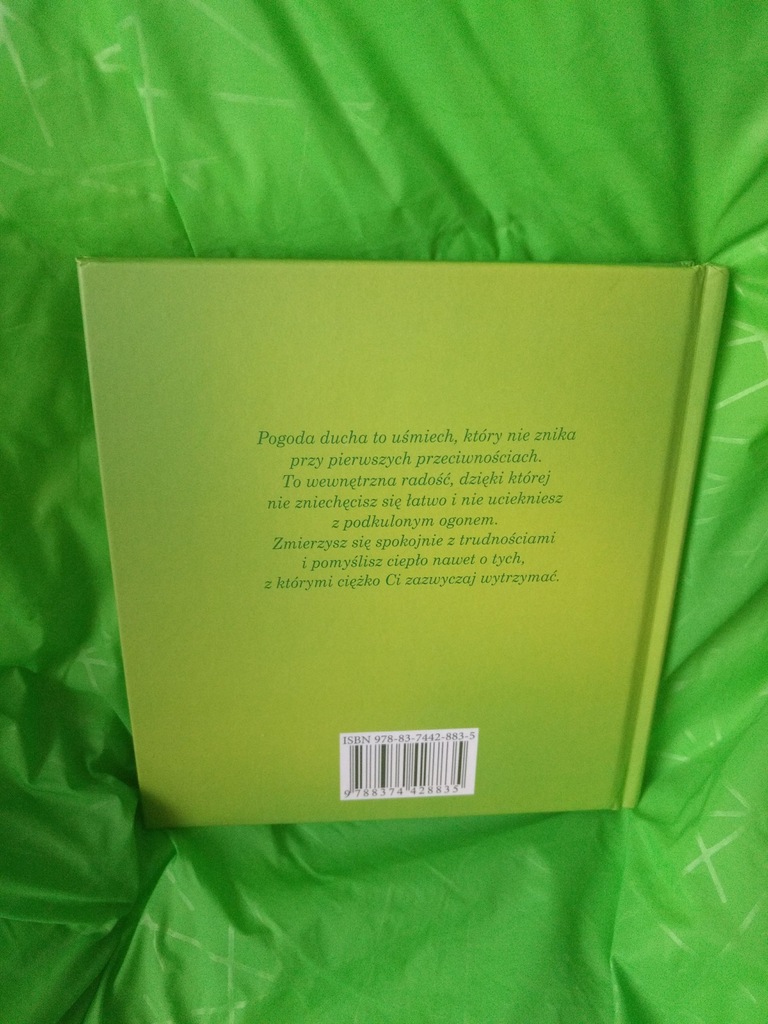 Pogoda ducha to uśmiech, który nie znika
przy pierwszych przeciwnościach.
To wewnętrzna radość, dzięki której
nie zniechęcisz się łatwo i nie uciekniesz
z podkulonym ogonem.
Zmierzysz się spokojnie z trudnościami
i pomyślisz ciepło nawet o tych,
z którymi ciężko Ci zazwyczaj wytrzymać.
ISBN 978-83-7442-883-5
9 788374 428835